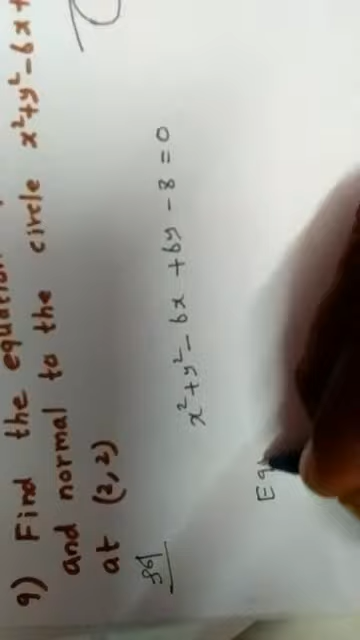 9) Find the equation
and normal to the circle x²+y²-6x+
at (2,2)
Sol
x²+y²-6x+6y-8=0
Eq